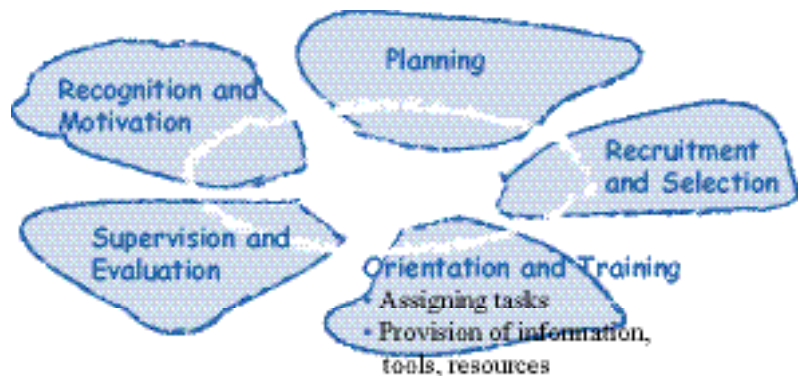 Planning
Recognition and
Motivation
Recruitment
and Selection
Supervision and
Evaluation
Orientation and Training
• Assigning tasks
• Provision of information,
tools, resources